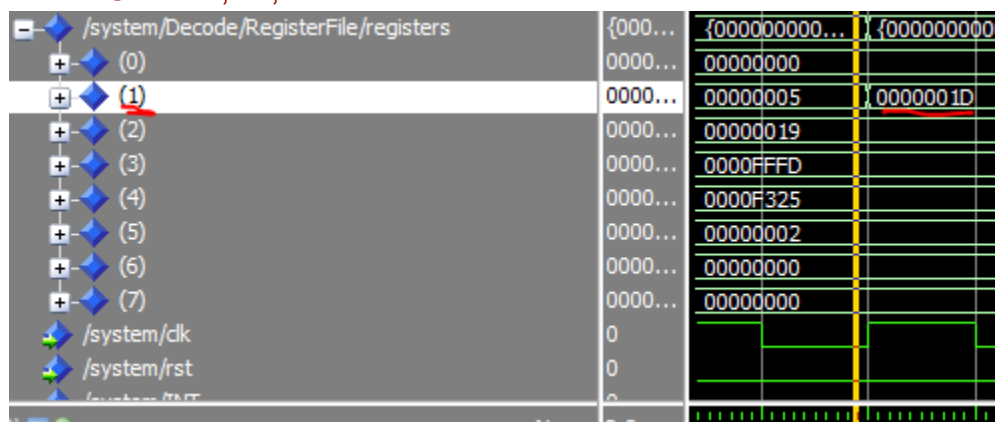 /system/Decode/RegisterFile/registers {000... {000000000... {000000000
(0) 0000... 00000000
(1) 0000... 00000005 0000001D
(2) 0000... 00000019
(3) 0000... 0000FFFD
(4) 0000... 0000F325
(5) 0000... 00000002
(6) 0000... 00000000
(7) 0000... 00000000
/system/clk 0
/system/rst 0